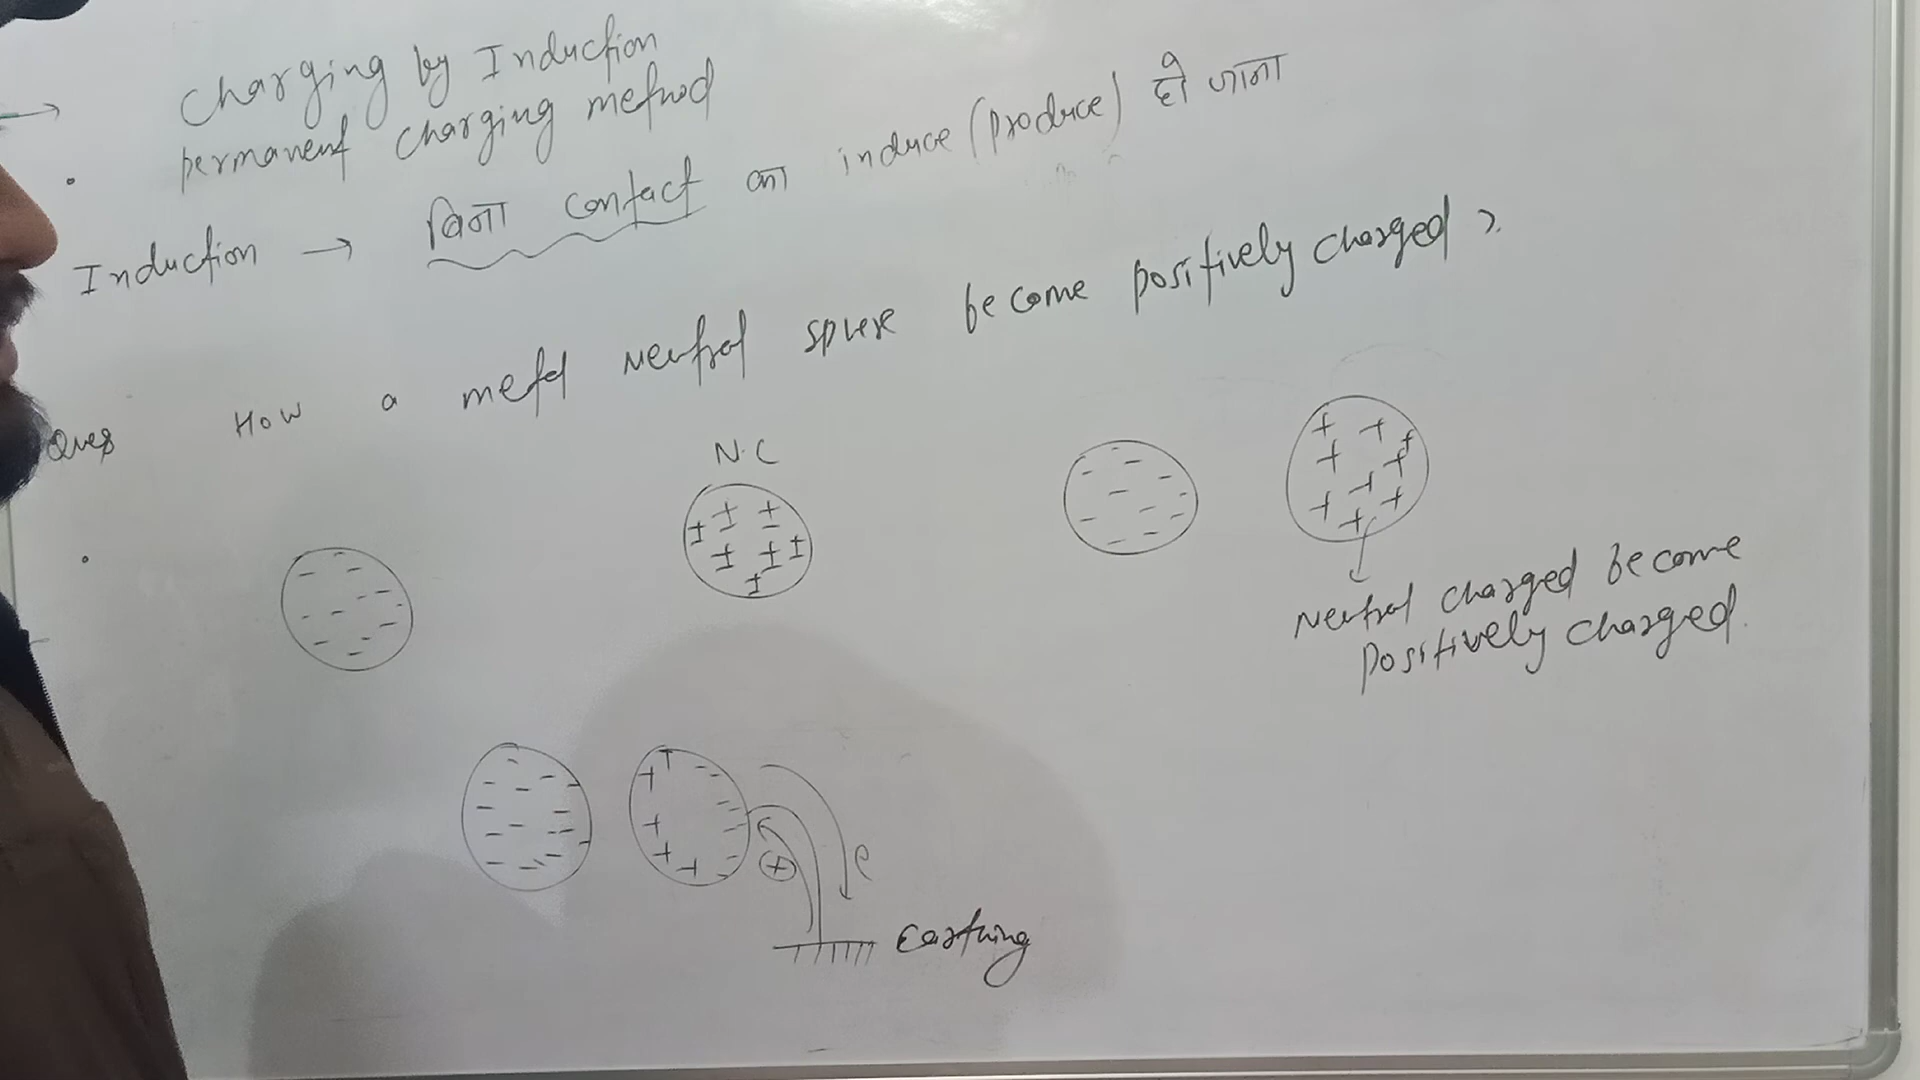 Charging by Induction
permanent charging method
Induction → बिना contact का induce (produce) हो जाना
Ques How a metal neutral sphere become positively charged ?
N.C
Neutral charged become
positively charged.
e
Earthing